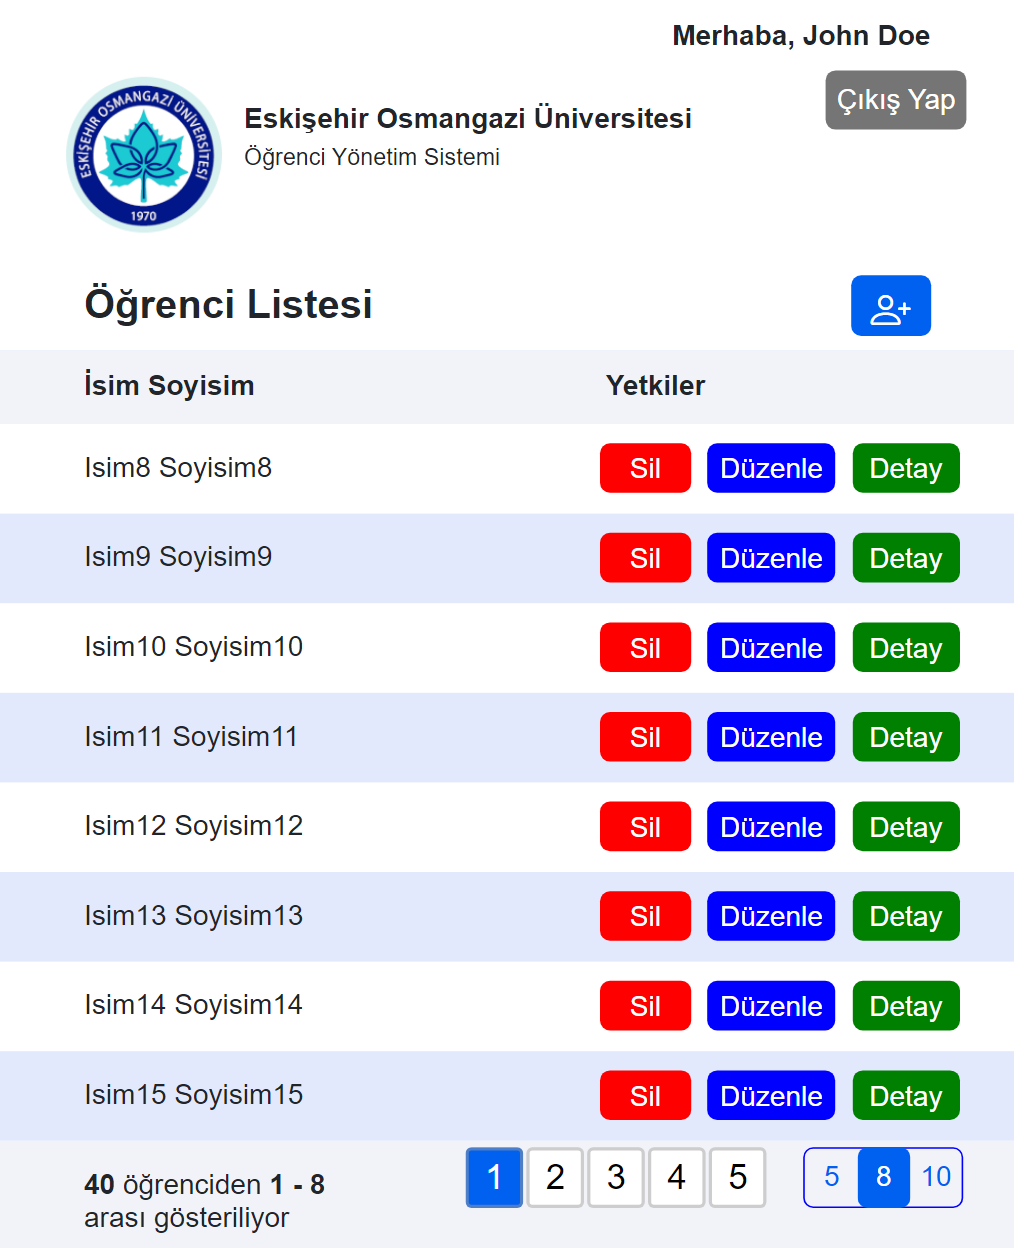 Merhaba, John Doe
Çıkış Yap
ESKİŞEHİR OSMANGAZİ ÜNİVERSİTESİ
1970
Eskişehir Osmangazi Üniversitesi
Öğrenci Yönetim Sistemi
Öğrenci Listesi
İsim Soyisim Yetkiler
Isim8 Soyisim8 Sil Düzenle Detay
Isim9 Soyisim9 Sil Düzenle Detay
Isim10 Soyisim10 Sil Düzenle Detay
Isim11 Soyisim11 Sil Düzenle Detay
Isim12 Soyisim12 Sil Düzenle Detay
Isim13 Soyisim13 Sil Düzenle Detay
Isim14 Soyisim14 Sil Düzenle Detay
Isim15 Soyisim15 Sil Düzenle Detay
40 öğrenciden 1 - 8
arası gösteriliyor
1 2 3 4 5
5 8 10